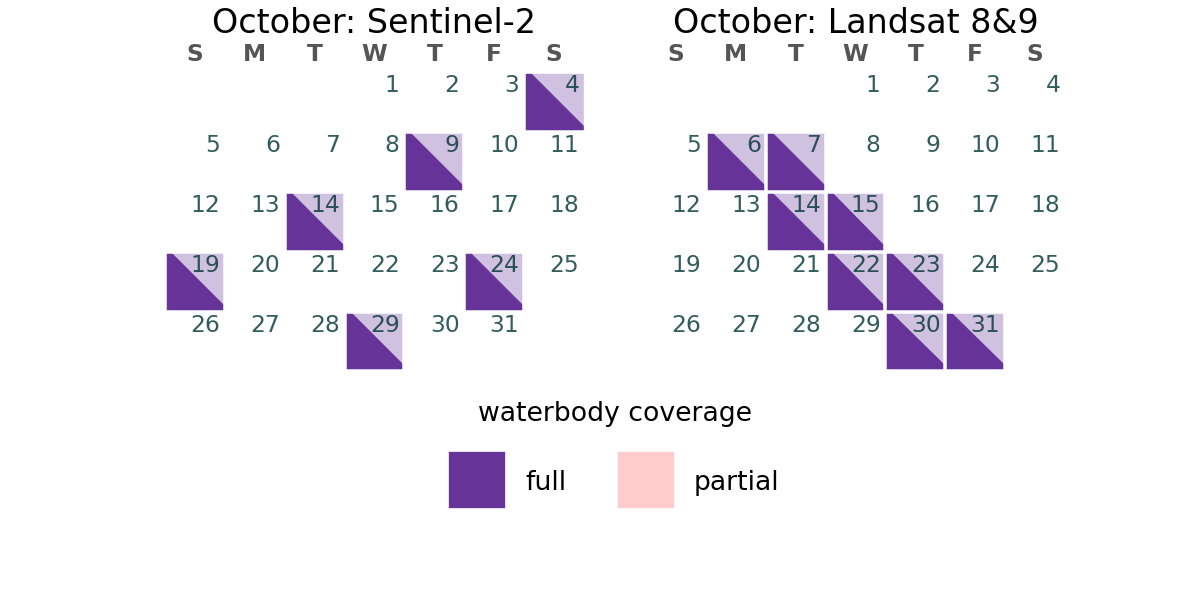 October: Sentinel-2
S M T W T F S
1 2 3 4
5 6 7 8 9 10 11
12 13 14 15 16 17 18
19 20 21 22 23 24 25
26 27 28 29 30 31
October: Landsat 8&9
S M T W T F S
1 2 3 4
5 6 7 8 9 10 11
12 13 14 15 16 17 18
19 20 21 22 23 24 25
26 27 28 29 30 31
waterbody coverage
full partial